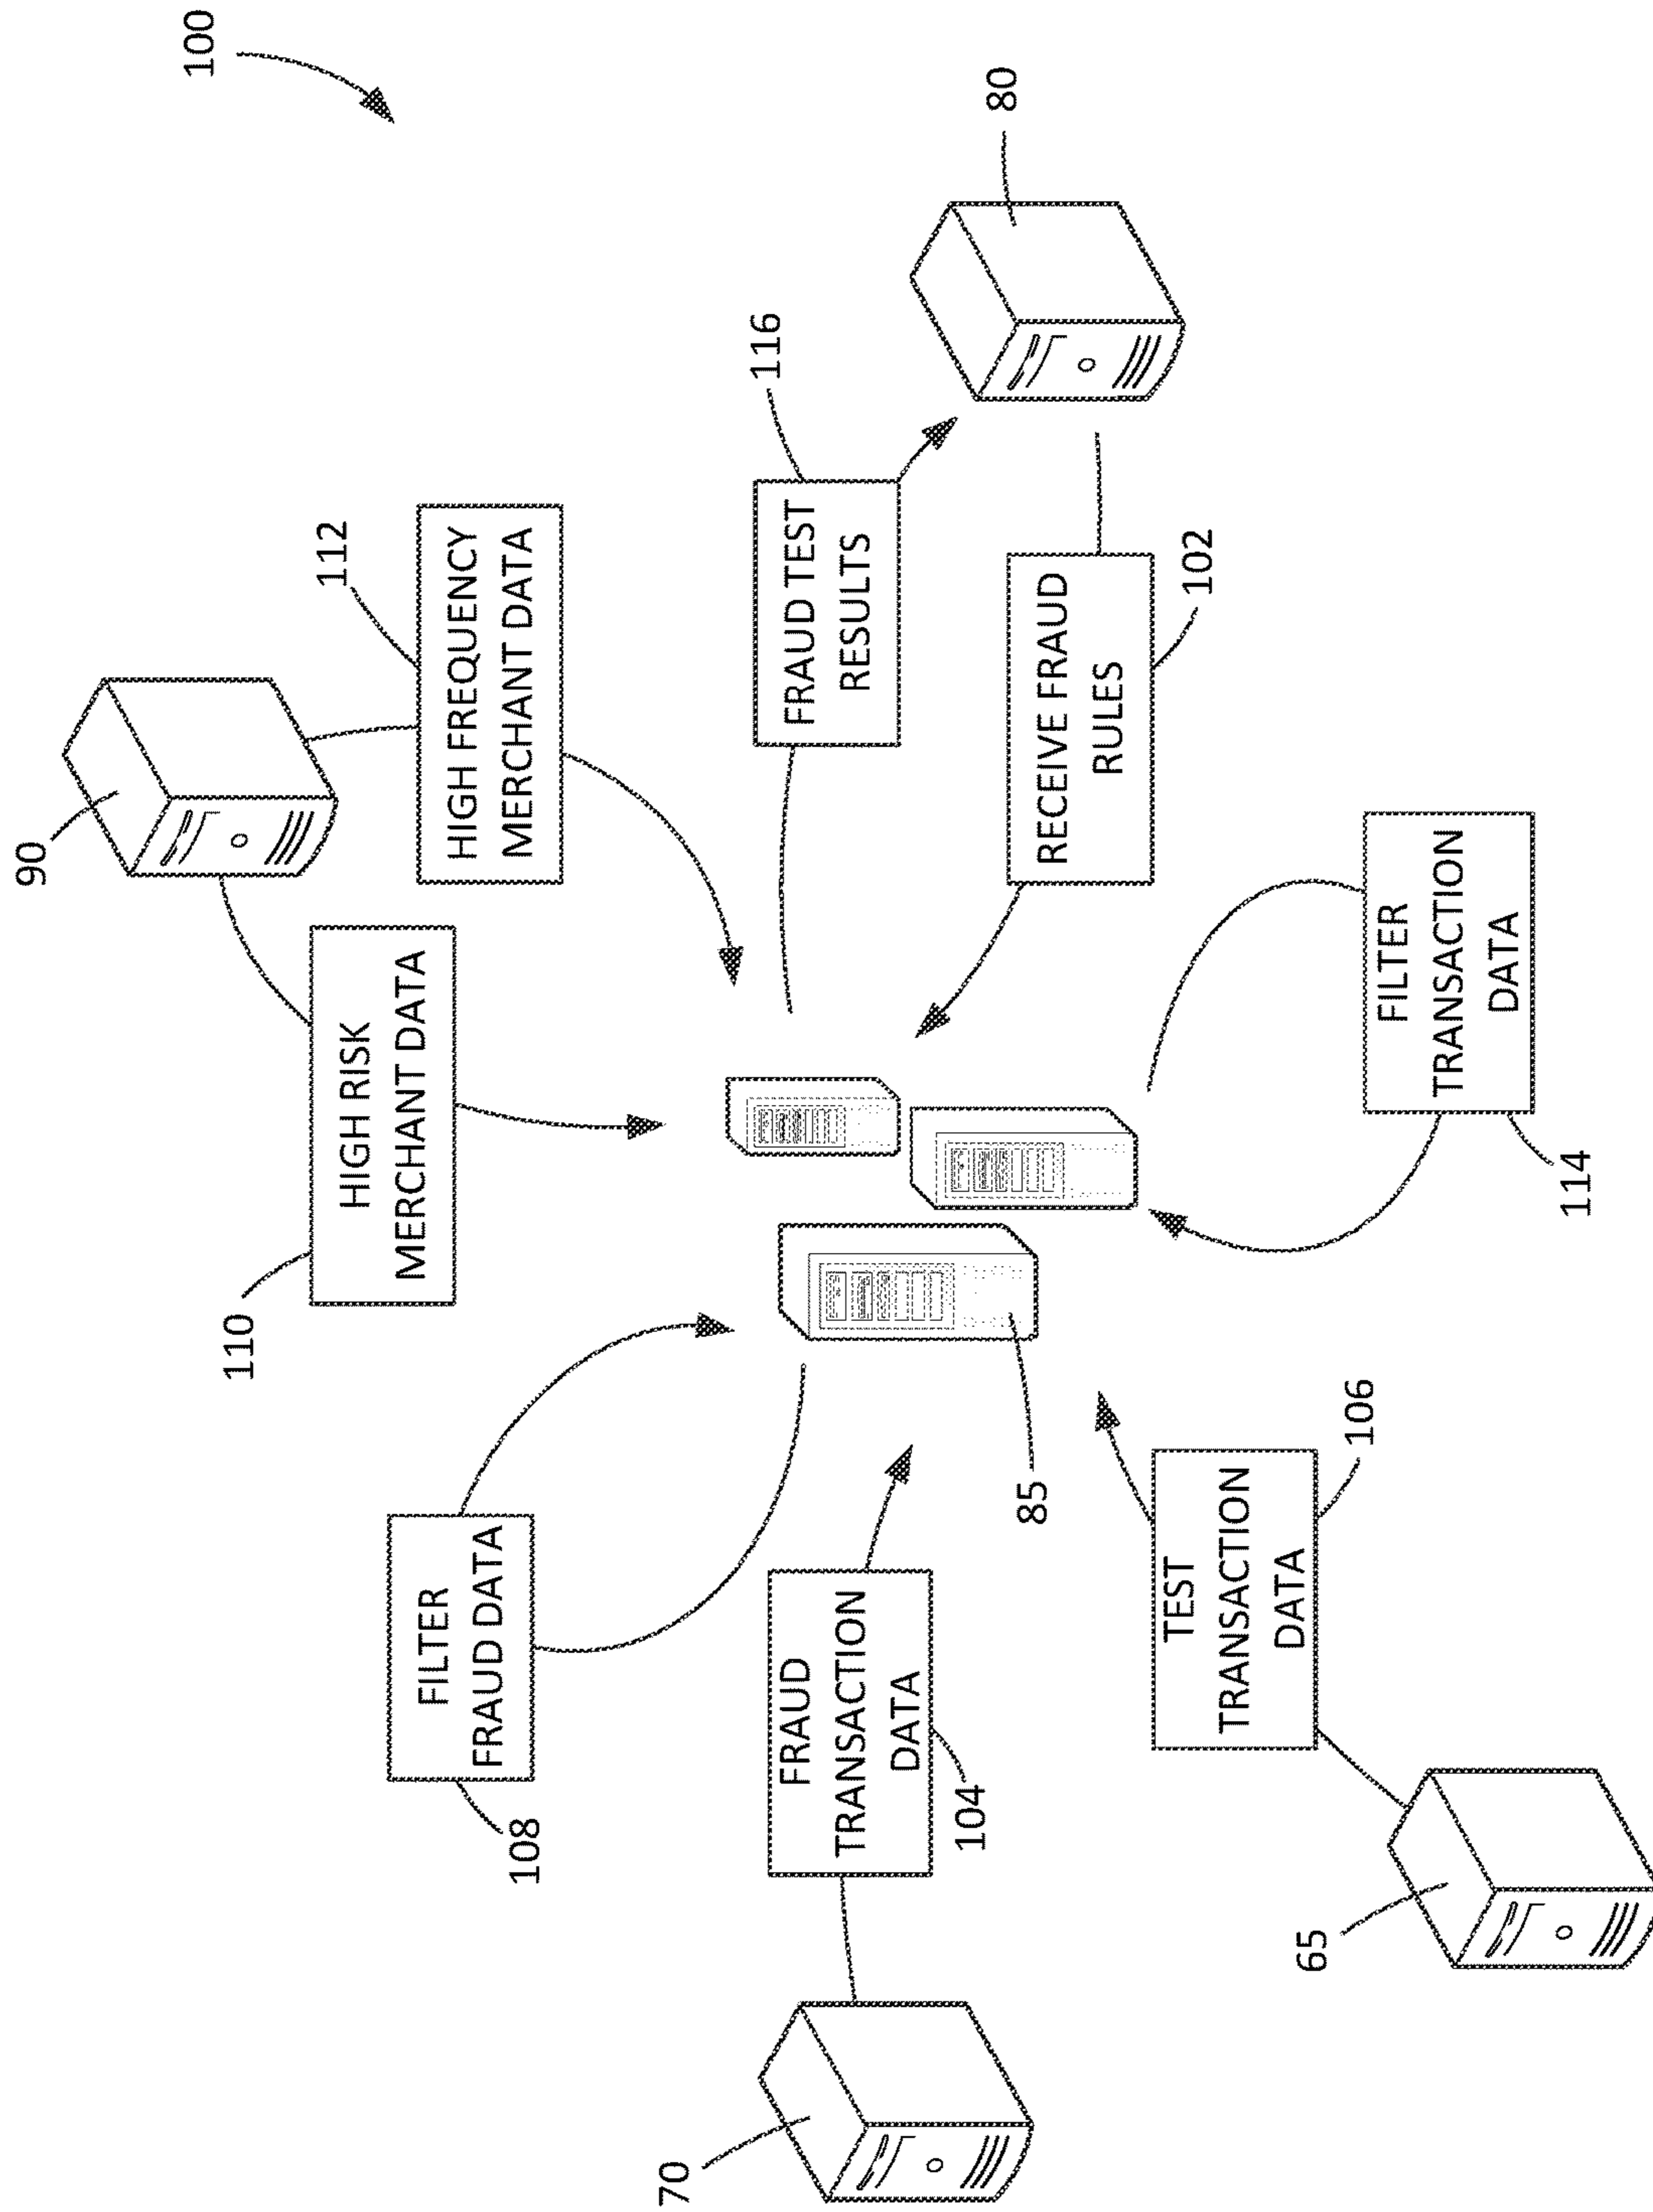 100
90
110
HIGH RISK
MERCHANT DATA
112
HIGH FREQUENCY
MERCHANT DATA
108
FILTER
FRAUD DATA
116
FRAUD TEST
RESULTS
80
70
FRAUD
TRANSACTION
DATA
104
85
RECEIVE FRAUD
RULES
102
65
TEST
TRANSACTION
DATA
106
FILTER
TRANSACTION
DATA
114